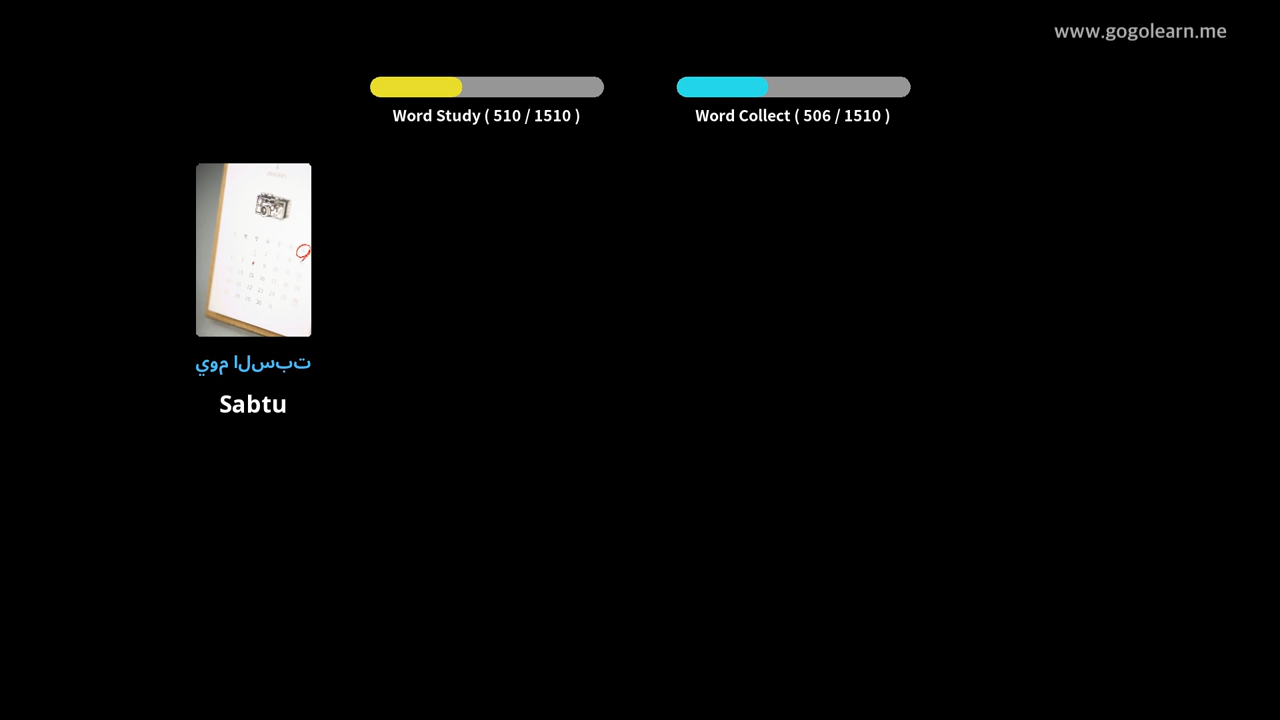 www.gogolearn.me
Word Study ( 510 / 1510 )
Word Collect ( 506 / 1510 )
يوم السبت
Sabtu